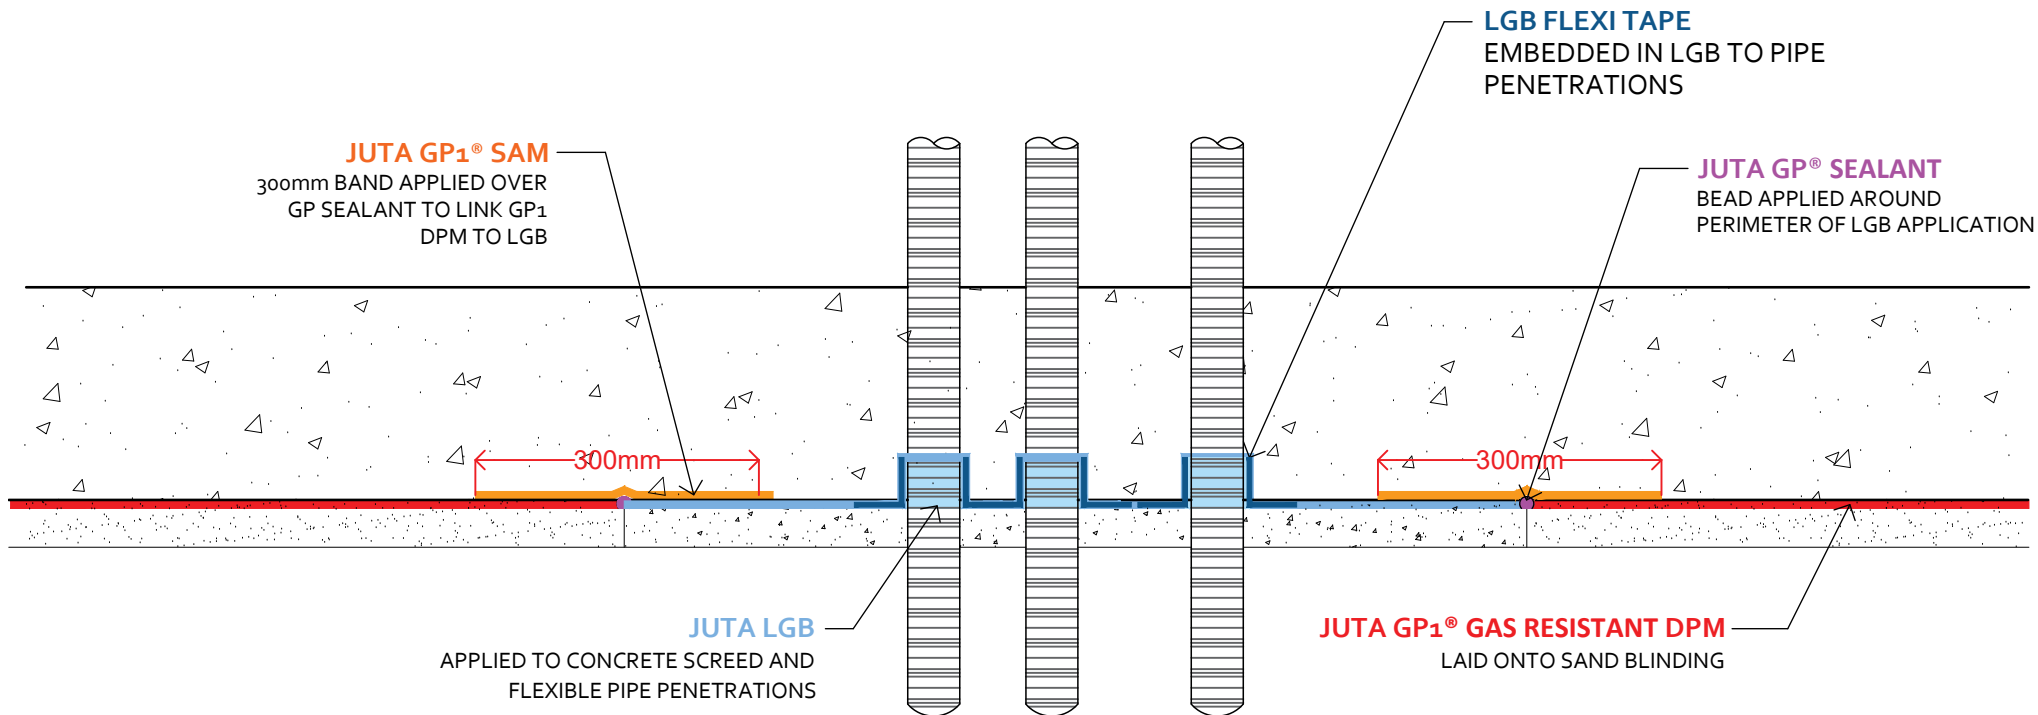 LGB FLEXI TAPE
EMBEDDED IN LGB TO PIPE
PENETRATIONS
JUTA GP1® SAM
300mm BAND APPLIED OVER
GP SEALANT TO LINK GP1
DPM TO LGB
JUTA GP® SEALANT
BEAD APPLIED AROUND
PERIMETER OF LGB APPLICATION
300mm
300mm
JUTA LGB
APPLIED TO CONCRETE SCREED AND
FLEXIBLE PIPE PENETRATIONS
JUTA GP1® GAS RESISTANT DPM
LAID ONTO SAND BLINDING